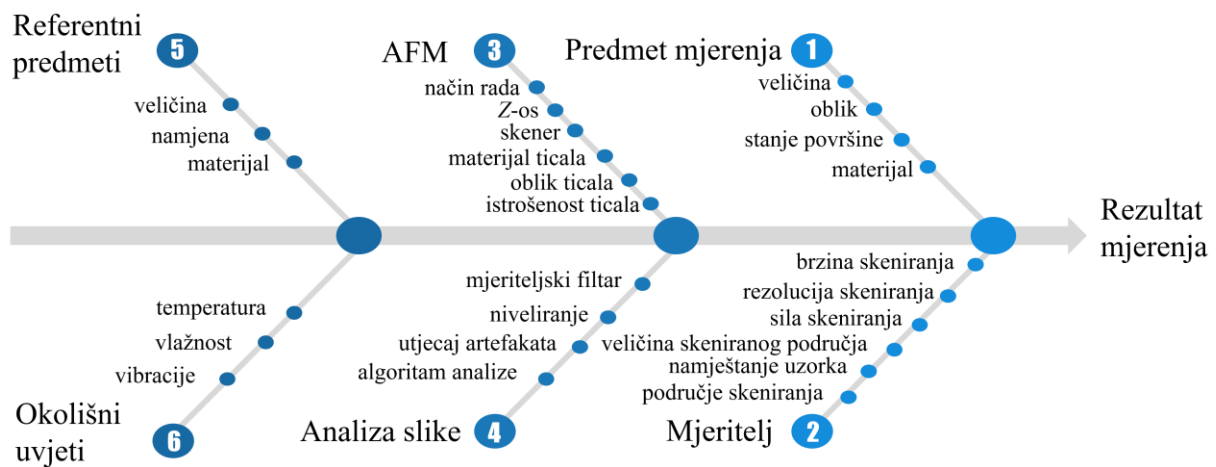 Referentni
predmeti
5
veličina
namjena
materijal
AFM
3
način rada
Z-os
skener
materijal ticala
oblik ticala
istrošenost ticala
Predmet mjerenja
1
veličina
oblik
stanje površine
materijal
Rezultat
mjerenja
temperatura
vlažnost
vibracije
Okolišni
uvjeti
6
mjeriteljski filtar
niveliranje
utjecaj artefakata
algoritam analize
Analiza slike
4
brzina skeniranja
rezolucija skeniranja
sila skeniranja
veličina skeniranog područja
namještanje uzorka
područje skeniranja
Mjeritelj
2